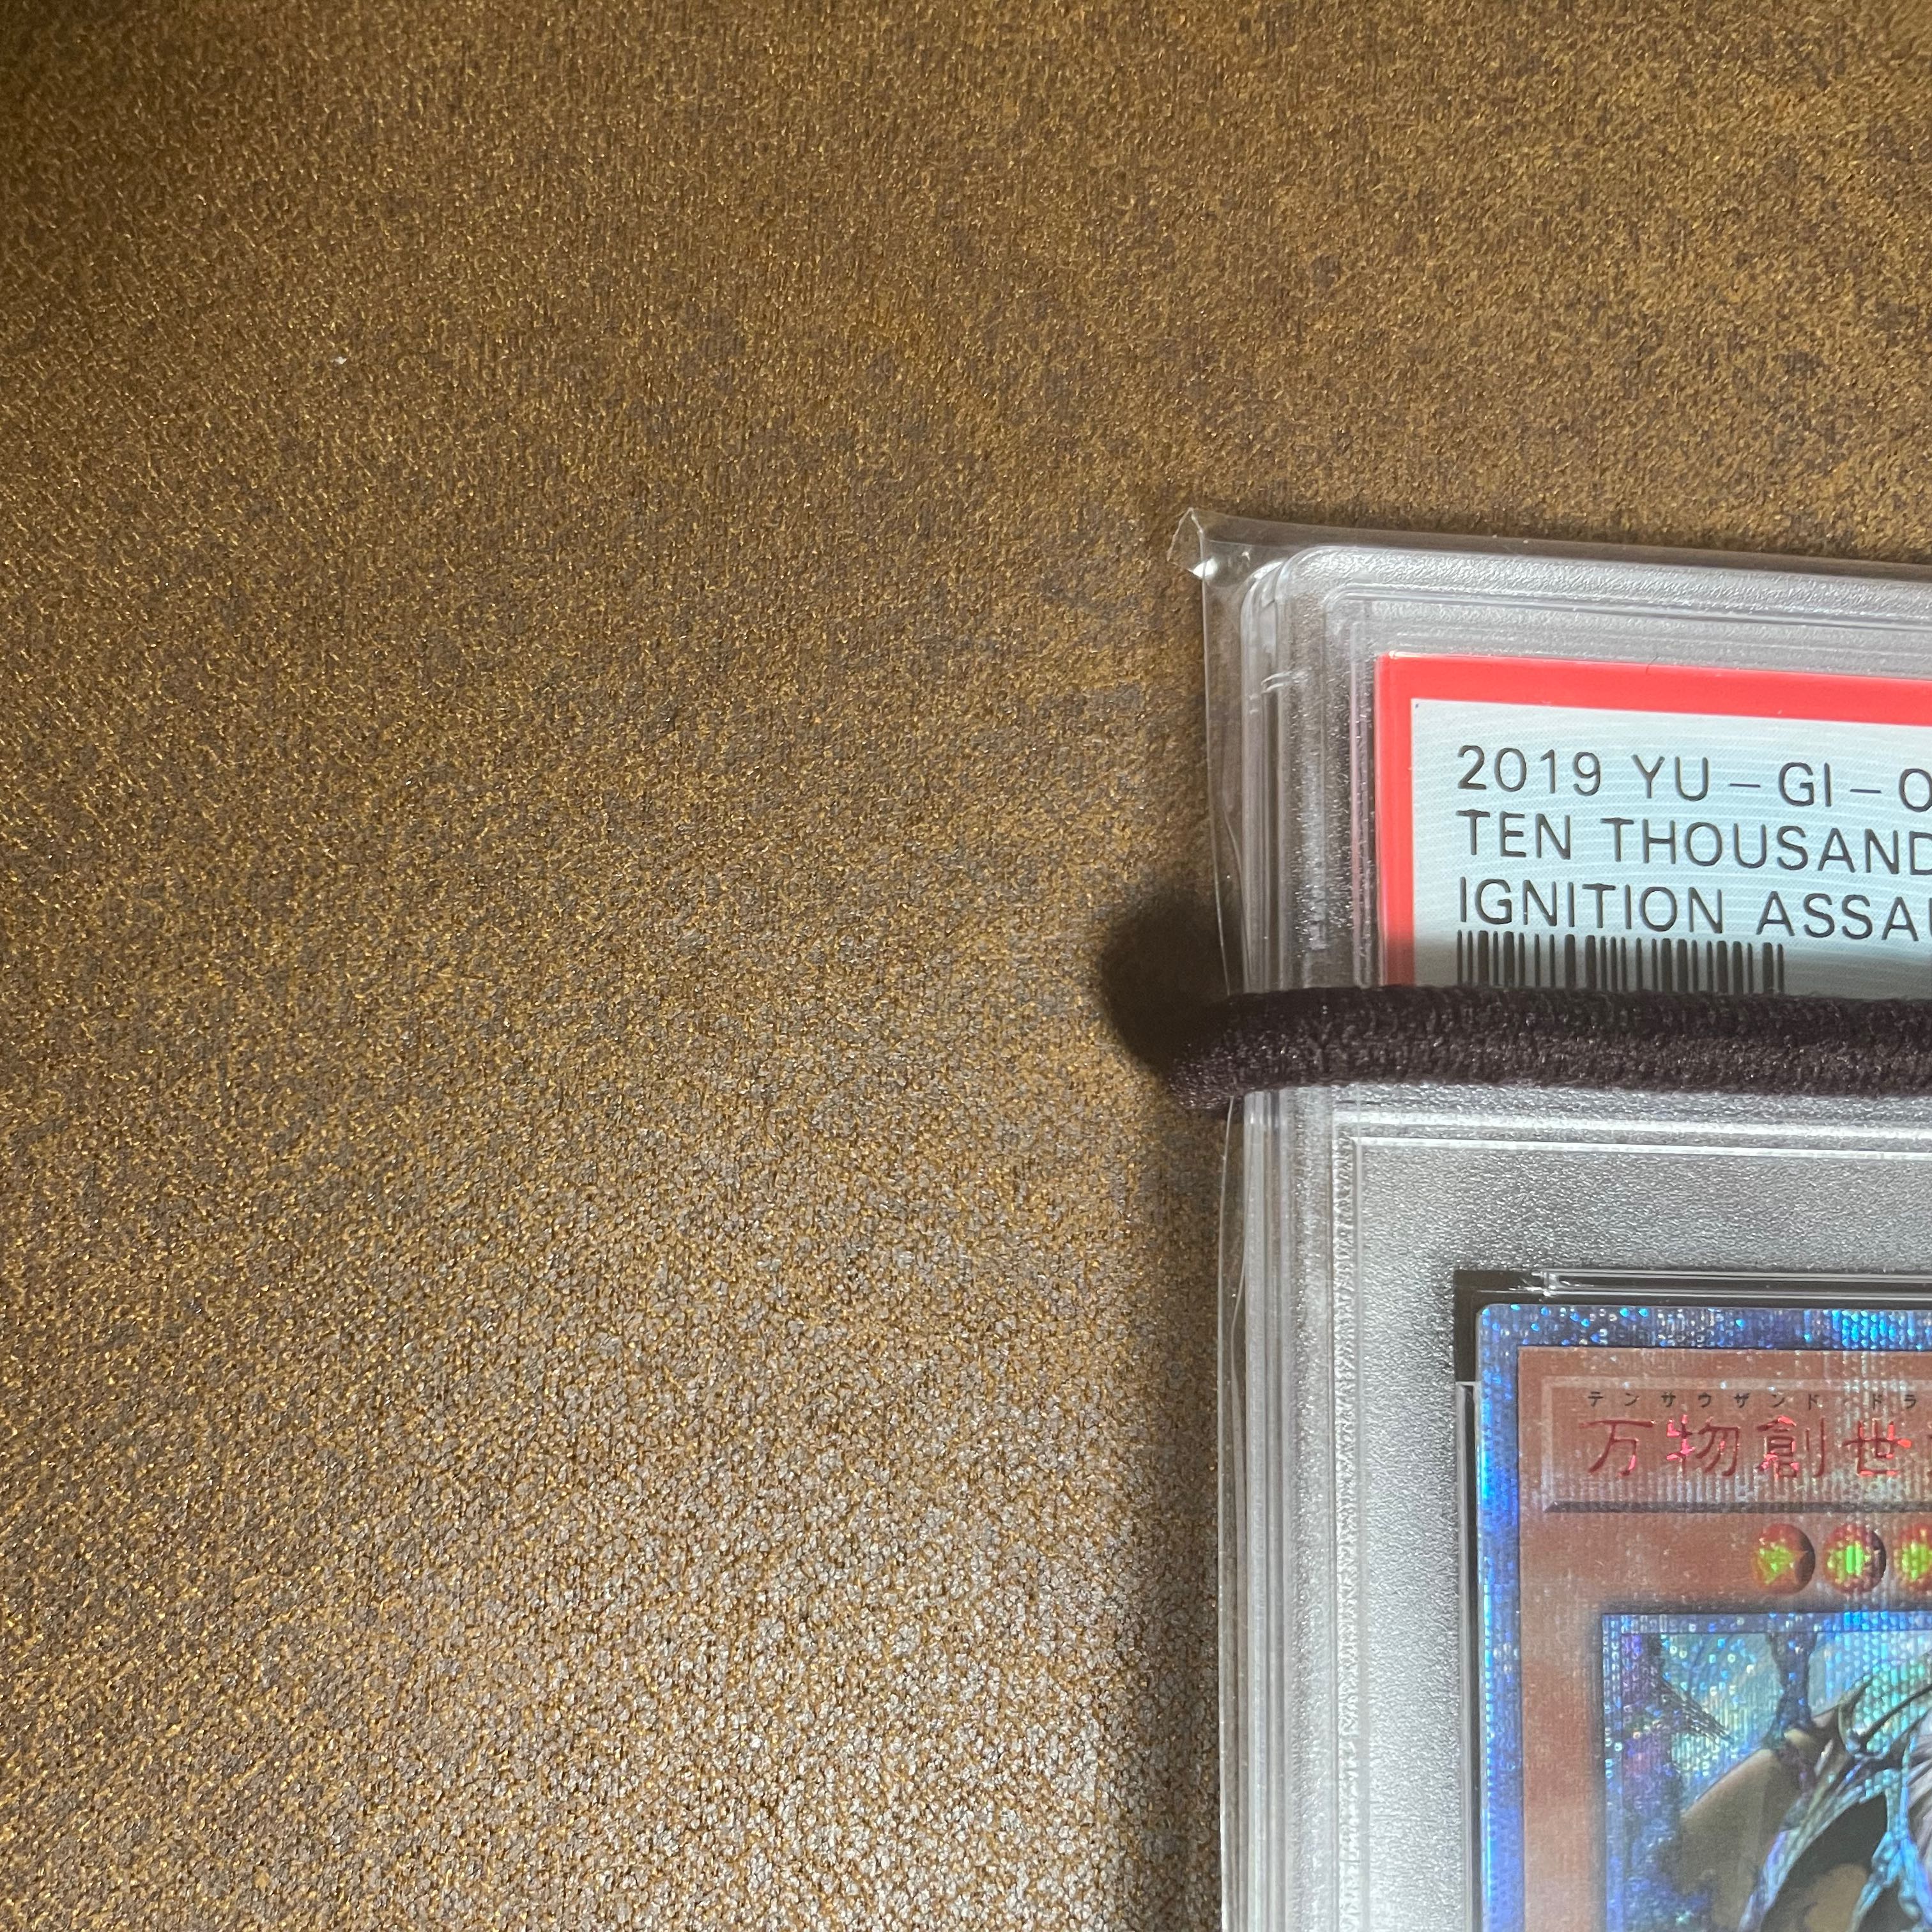 2019 YU-GI-O
TEN THOUSAND
IGNITION ASSA
テンサウザンド・ドラ
万物創世